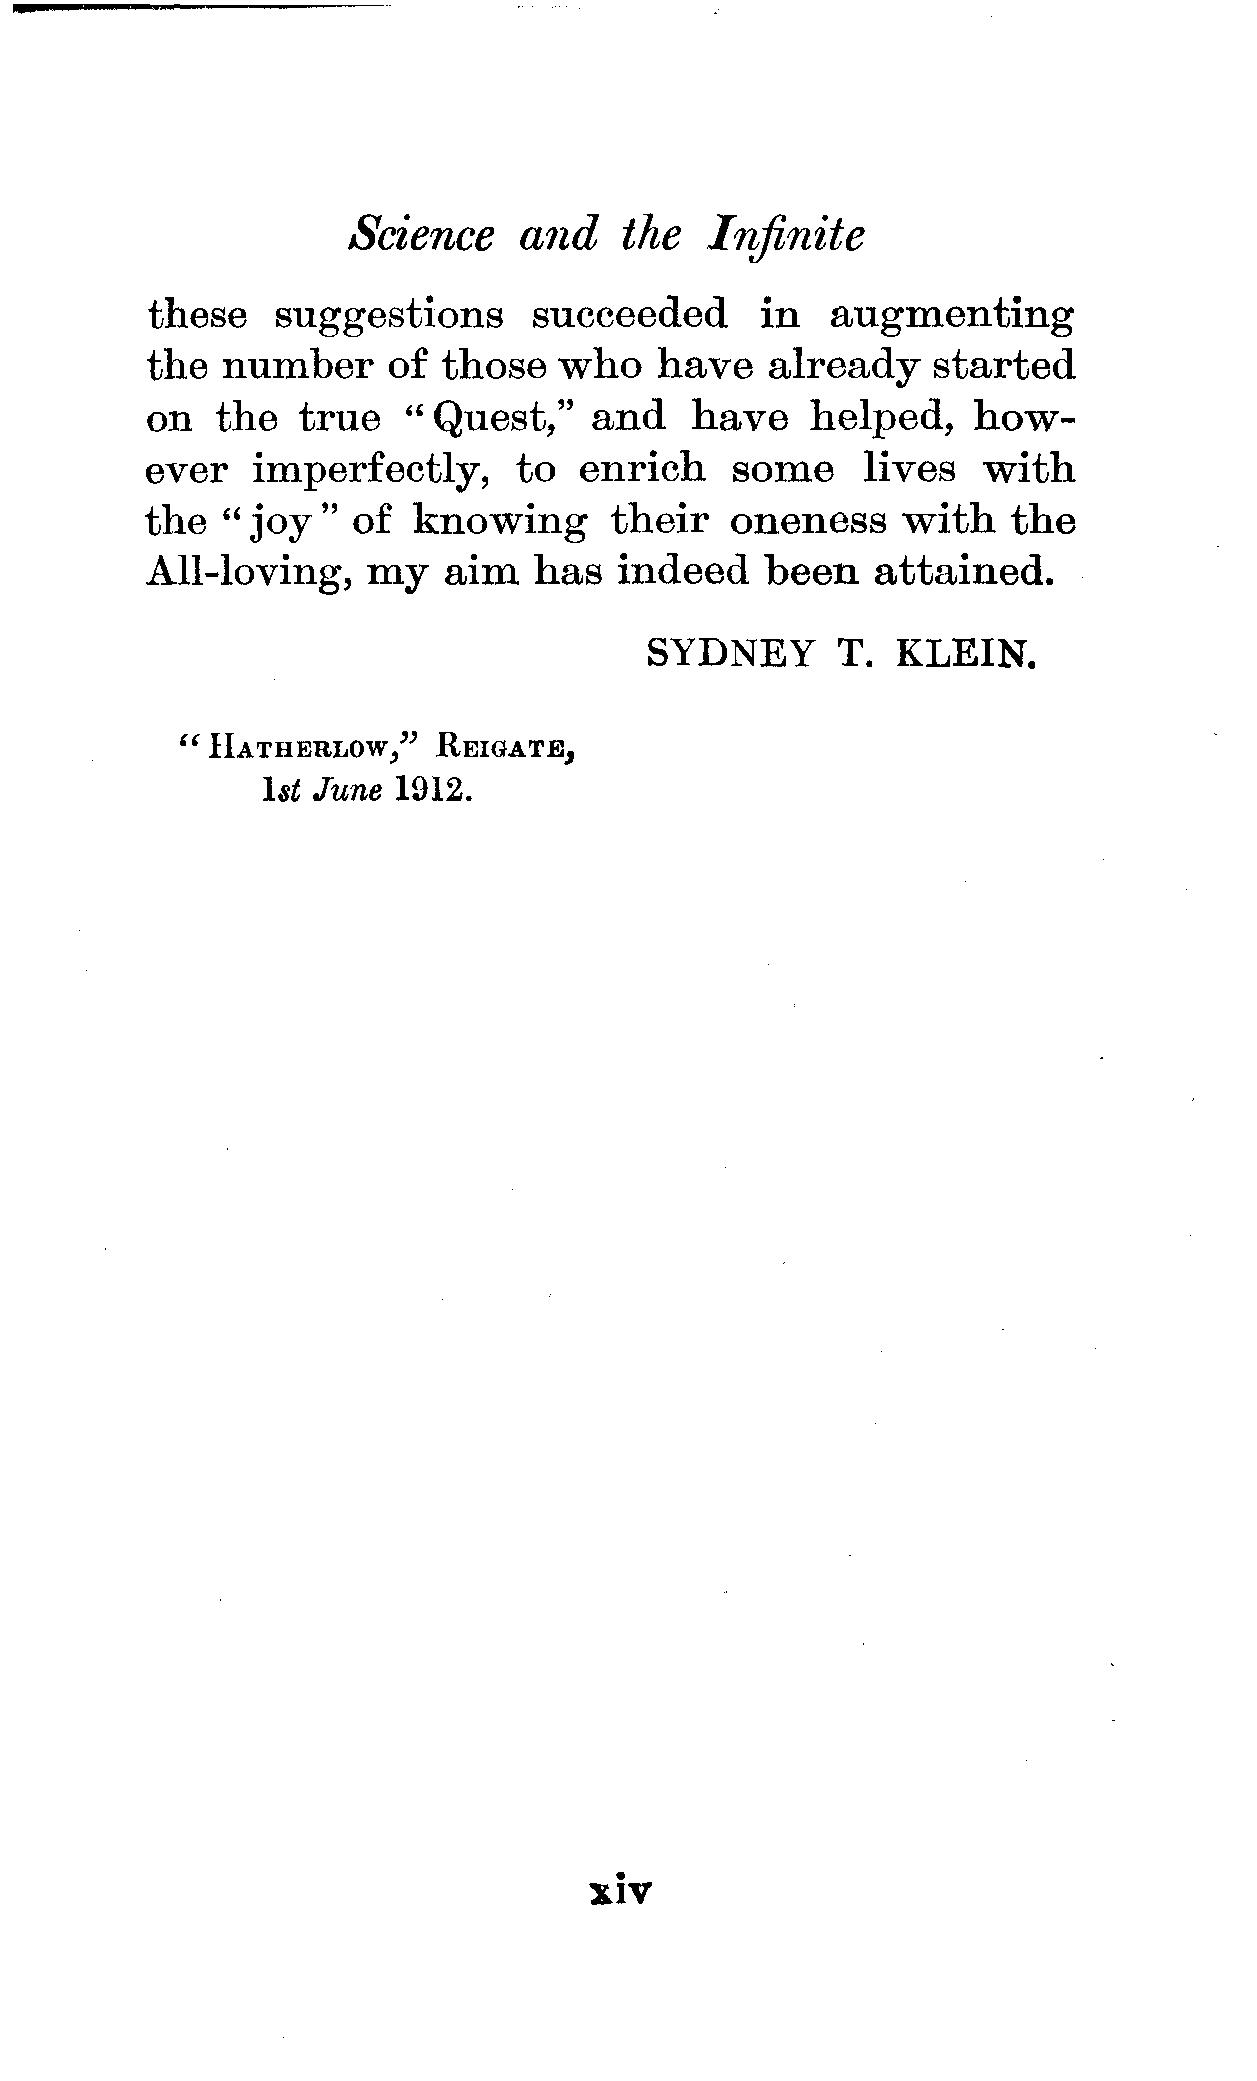 Science and the Infinite
these suggestions succeeded in augmenting
the number of those who have already started
on the true “Quest,” and have helped, how-
ever imperfectly, to enrich some lives with
the “joy” of knowing their oneness with the
All-loving, my aim has indeed been attained.
SYDNEY T. KLEIN.
“HATHERLOW,” REIGATE,
1st June 1912.
xiv